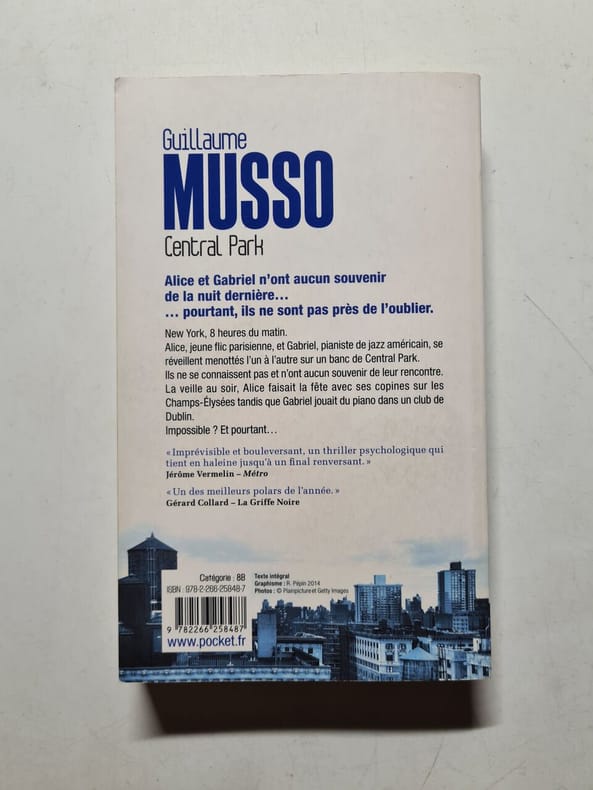 Guillaume
MUSSO
Central Park
Alice et Gabriel n'ont aucun souvenir
de la nuit dernière…
… pourtant, ils ne sont pas près de l'oublier.
New York, 8 heures du matin.
Alice, jeune flic parisienne, et Gabriel, pianiste de jazz américain, se
réveillent menottés l'un à l'autre sur un banc de Central Park.
Ils ne se connaissent pas et n'ont aucun souvenir de leur rencontre.
La veille au soir, Alice faisait la fête avec ses copines sur les
Champs-Élysées tandis que Gabriel jouait du piano dans un club de
Dublin.
Impossible ? Et pourtant…
« Imprévisible et bouleversant, un thriller psychologique qui
tient en haleine jusqu'à un final renversant. »
Jérôme Vermelin – Métro
« Un des meilleurs polars de l'année. »
Gérard Collard – La Griffe Noire
Catégorie : 8B
ISBN : 978-2-266-25848-7
9 782266 258487
www.pocket.fr
Texte intégral
Graphisme : R. Pépin 2014
Photos : © Plainpicture et Getty Images